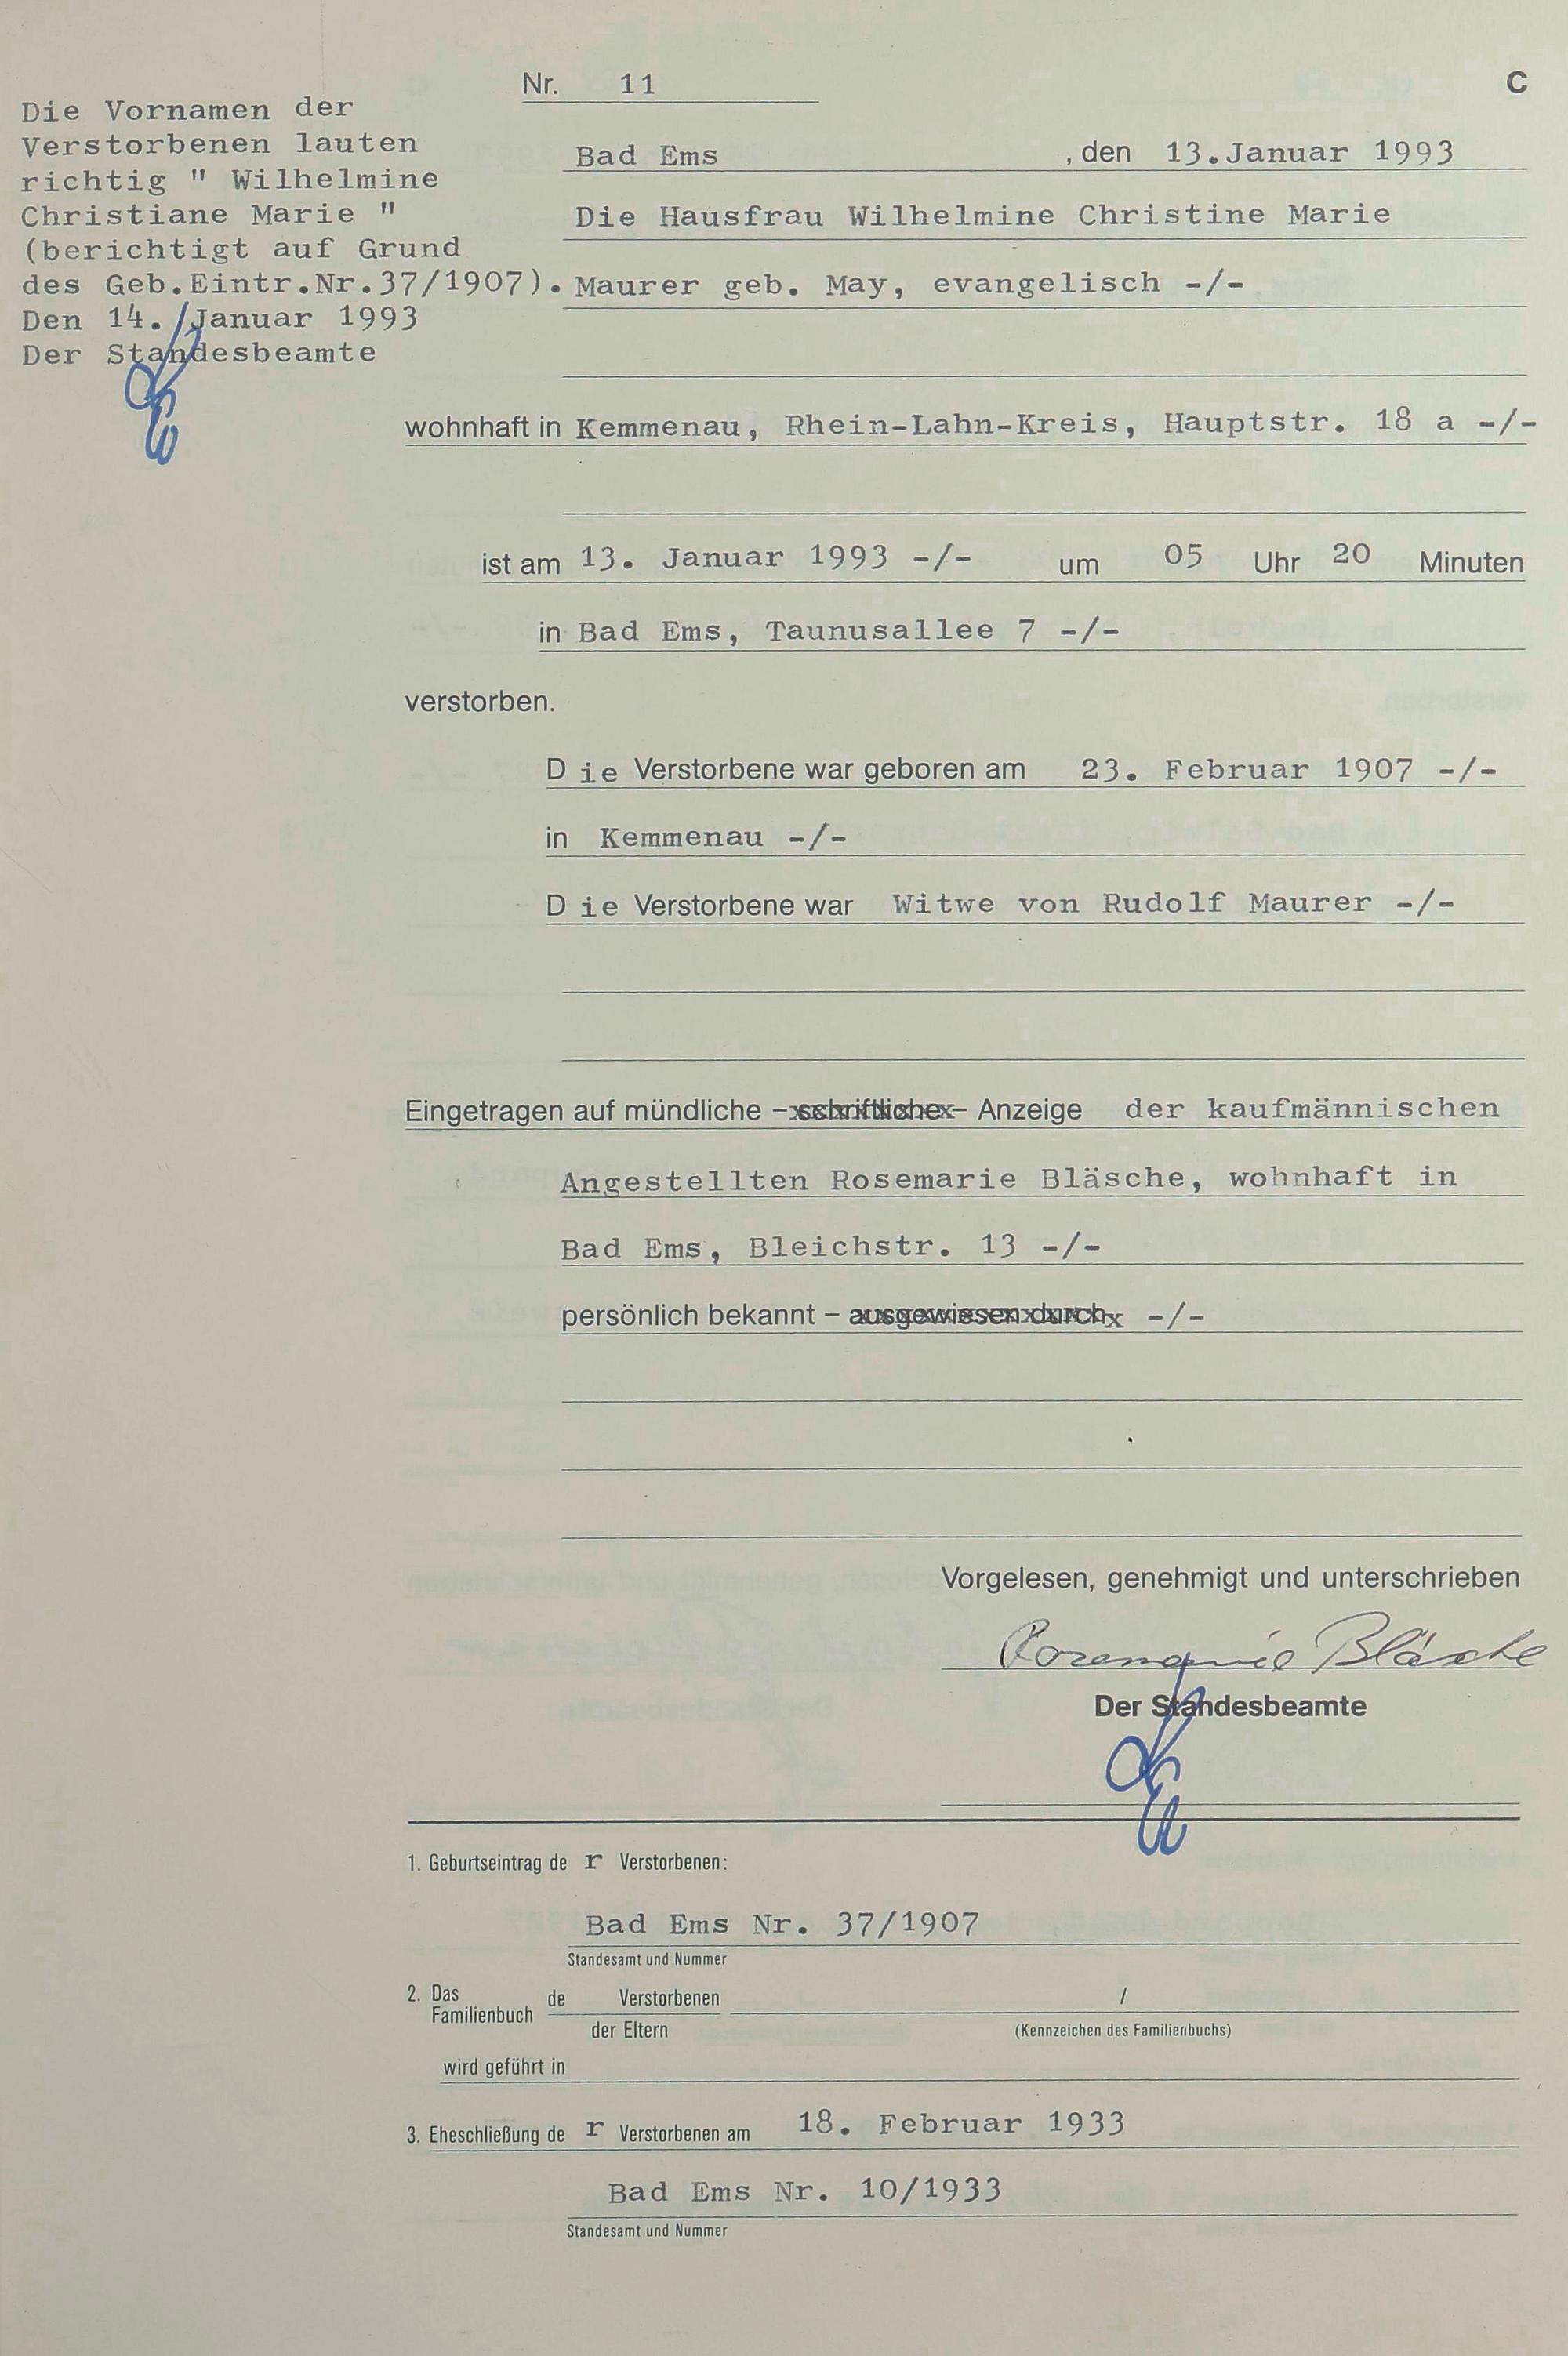 Nr. 11
C
Die Vornamen der
Verstorbenen lauten
richtig " Wilhelmine
Christiane Marie "
(berichtigt auf Grund
des Geb.Eintr.Nr.37/1907).
Den 14. Januar 1993
Der Standesbeamte
Bad Ems , den 13.Januar 1993
Die Hausfrau Wilhelmine Christine Marie
Maurer geb. May, evangelisch -/-
wohnhaft in Kemmenau, Rhein-Lahn-Kreis, Hauptstr. 18 a -/-
ist am 13. Januar 1993 -/- um 05 Uhr 20 Minuten
in Bad Ems, Taunusallee 7 -/-
verstorben.
Die Verstorbene war geboren am 23. Februar 1907 -/-
in Kemmenau -/-
Die Verstorbene war Witwe von Rudolf Maurer -/-
Eingetragen auf mündliche – schriftliche – Anzeige der kaufmännischen
Angestellten Rosemarie Bläsche, wohnhaft in
Bad Ems, Bleichstr. 13 -/-
persönlich bekannt – ausgewiesen durch -/-
Vorgelesen, genehmigt und unterschrieben
Rosemarie Bläsche
Der Standesbeamte
1. Geburtseintrag de r Verstorbenen:
Bad Ems Nr. 37/1907
Standesamt und Nummer
2. Das Familienbuch de Verstorbenen /
der Eltern (Kennzeichen des Familienbuchs)
wird geführt in
3. Eheschließung de r Verstorbenen am 18. Februar 1933
Bad Ems Nr. 10/1933
Standesamt und Nummer